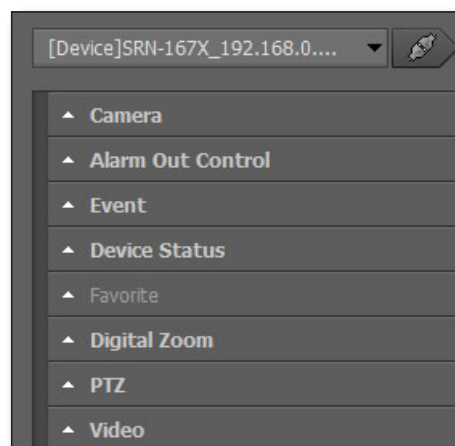 [Device]SRN-167X_192.168.0....
Camera
Alarm Out Control
Event
Device Status
Favorite
Digital Zoom
PTZ
Video